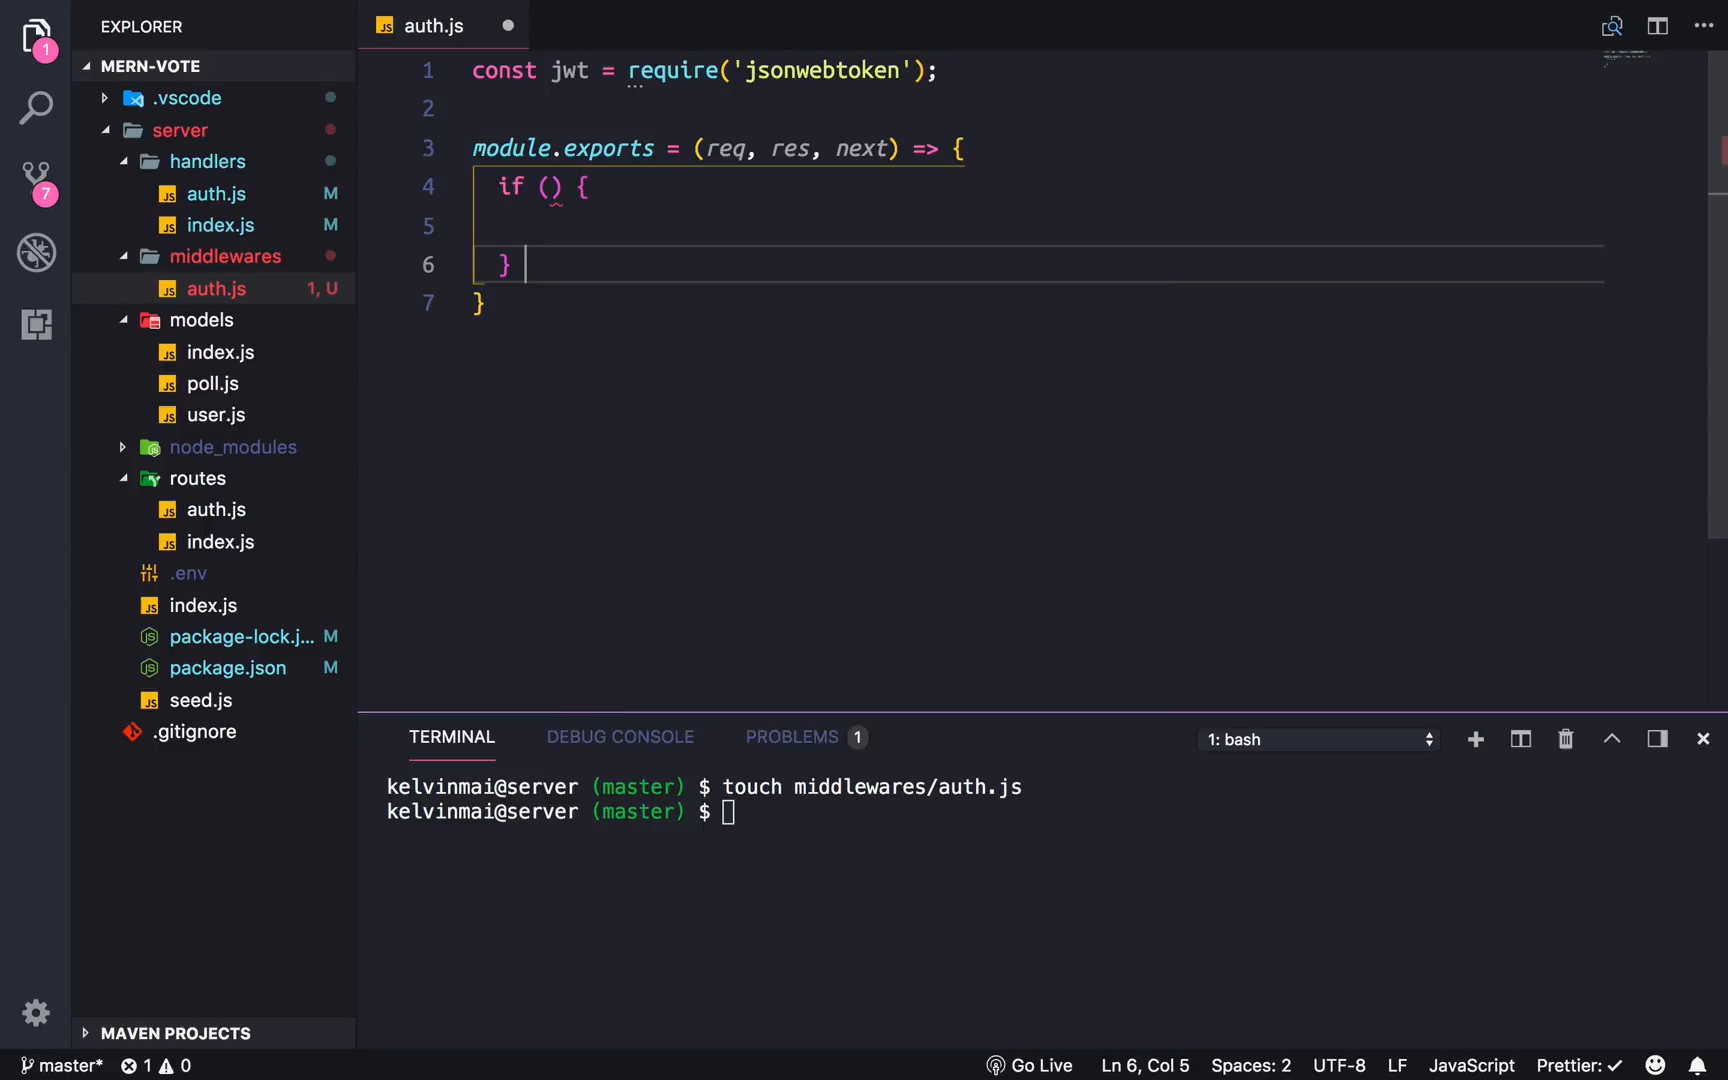 1
7
EXPLORER
MERN-VOTE
.vscode
server
handlers
auth.js M
index.js M
middlewares
auth.js 1, U
models
index.js
poll.js
user.js
node_modules
routes
auth.js
index.js
.env
index.js
package-lock.j... M
package.json M
seed.js
.gitignore
MAVEN PROJECTS
JS auth.js
1 const jwt = require('jsonwebtoken');
2
3 module.exports = (req, res, next) => {
4 if () {
5
6 }
7 }
TERMINAL DEBUG CONSOLE PROBLEMS 1 1: bash
kelvinmai@server (master) $ touch middlewares/auth.js
kelvinmai@server (master) $
master* 1 0 Go Live Ln 6, Col 5 Spaces: 2 UTF-8 LF JavaScript Prettier: ✓